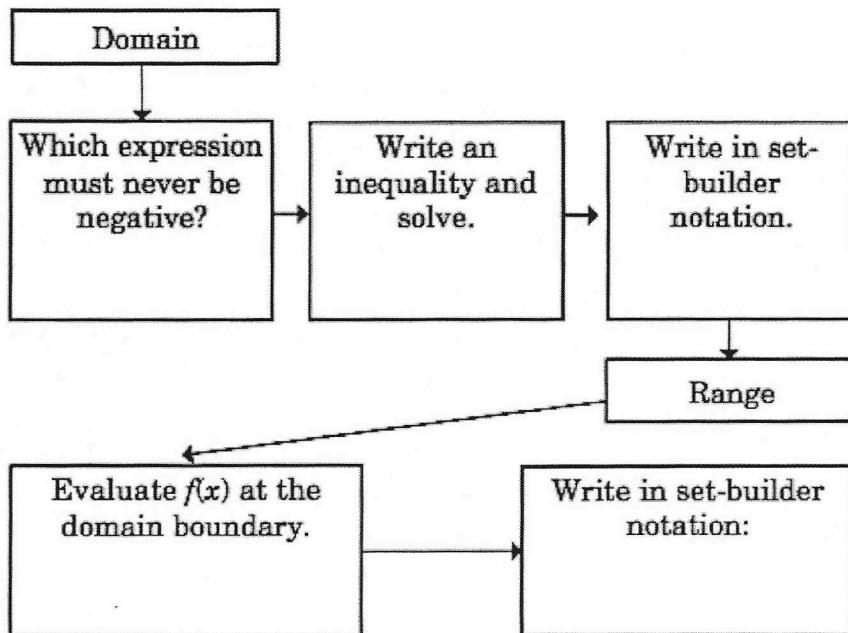 Domain
Which expression
must never be
negative?
Write an
inequality and
solve.
Write in set-
builder
notation.
Range
Evaluate f(x) at the
domain boundary.
Write in set-builder
notation: